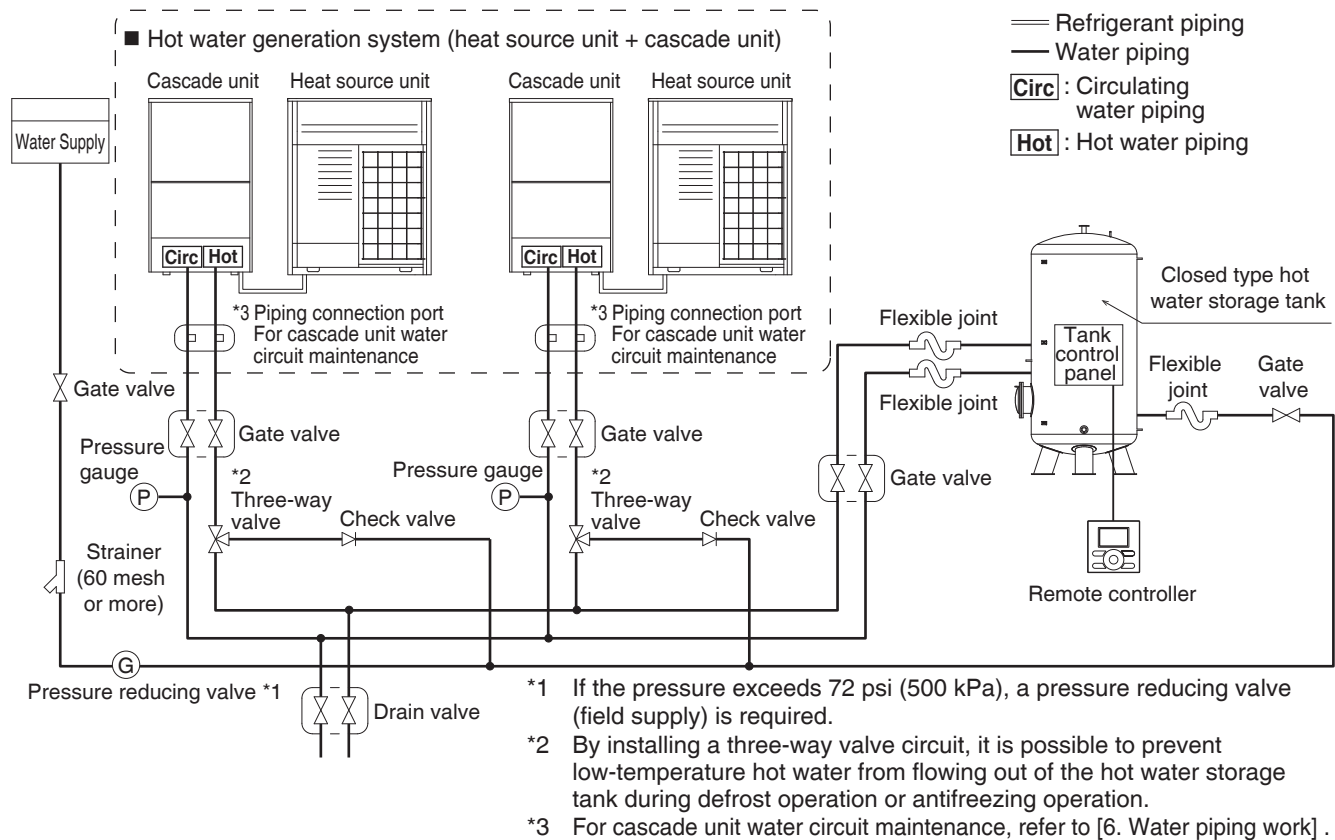 ■ Hot water generation system (heat source unit + cascade unit)
Cascade unit
Heat source unit
Cascade unit
Heat source unit
Refrigerant piping
Water piping
Circ : Circulating
water piping
Hot : Hot water piping
Water Supply
Circ
Hot
Circ
Hot
*3 Piping connection port
For cascade unit water
circuit maintenance
*3 Piping connection port
For cascade unit water
circuit maintenance
Flexible joint
Flexible joint
Tank
control
panel
Closed type hot
water storage tank
Flexible
joint
Gate
valve
Gate valve
Gate valve
Gate valve
Gate valve
Pressure
gauge
P
*2
Three-way
valve
Check valve
Pressure gauge
P
*2
Three-way
valve
Check valve
Strainer
(60 mesh
or more)
Remote controller
G
Pressure reducing valve *1
Drain valve
*1 If the pressure exceeds 72 psi (500 kPa), a pressure reducing valve
(field supply) is required.
*2 By installing a three-way valve circuit, it is possible to prevent
low-temperature hot water from flowing out of the hot water storage
tank during defrost operation or antifreezing operation.
*3 For cascade unit water circuit maintenance, refer to [6. Water piping work] .